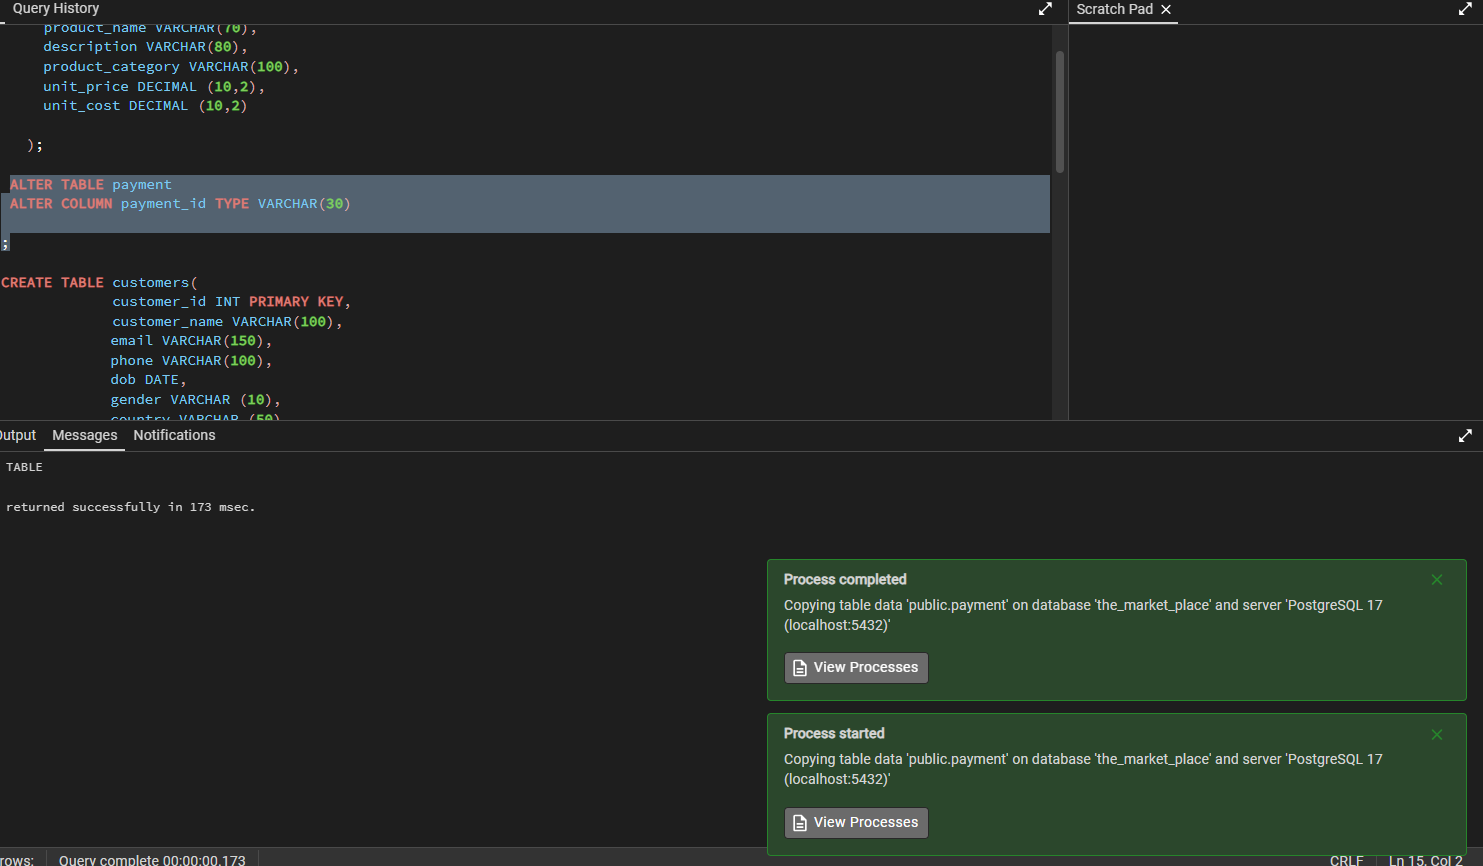 Query History
Scratch Pad
product_name VARCHAR(70),
description VARCHAR(80),
product_category VARCHAR(100),
unit_price DECIMAL (10,2),
unit_cost DECIMAL (10,2)
);
ALTER TABLE payment
ALTER COLUMN payment_id TYPE VARCHAR(30)
;
CREATE TABLE customers(
customer_id INT PRIMARY KEY,
customer_name VARCHAR(100),
email VARCHAR(150),
phone VARCHAR(100),
dob DATE,
gender VARCHAR (10),
country VARCHAR (50)
Output Messages Notifications
TABLE
returned successfully in 173 msec.
Process completed
Copying table data 'public.payment' on database 'the_market_place' and server 'PostgreSQL 17
(localhost:5432)'
View Processes
Process started
Copying table data 'public.payment' on database 'the_market_place' and server 'PostgreSQL 17
(localhost:5432)'
View Processes
rows: Query complete 00:00:00.173 CRLF Ln 15, Col 2